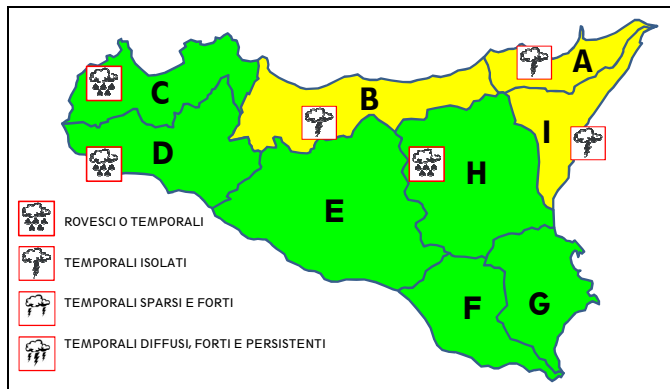 A
B
C
I
D
H
E
ROVESCI O TEMPORALI
TEMPORALI ISOLATI
TEMPORALI SPARSI E FORTI
F
G
TEMPORALI DIFFUSI, FORTI E PERSISTENTI